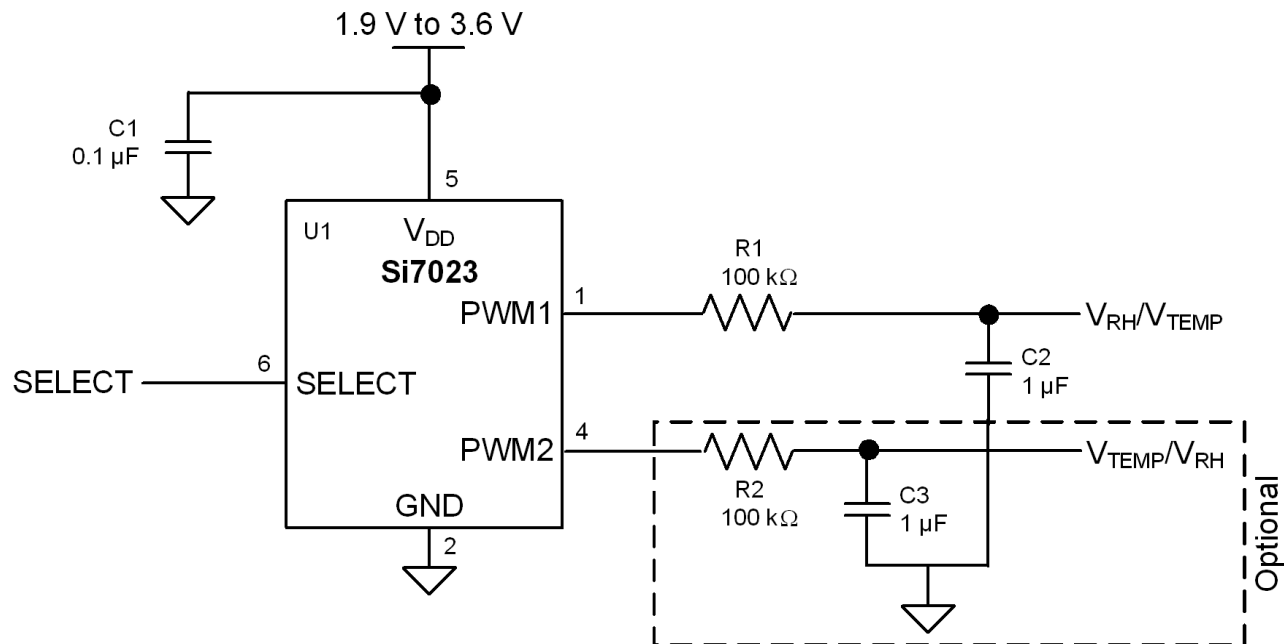 1.9 V to 3.6 V
C1
0.1 µF
5
U1
VDD
Si7023
R1
100 kΩ
PWM1
1
VRH/VTEMP
C2
1 µF
SELECT
6
SELECT
PWM2
4
VTEMP/VRH
R2
100 kΩ
C3
1 µF
GND
2
Optional